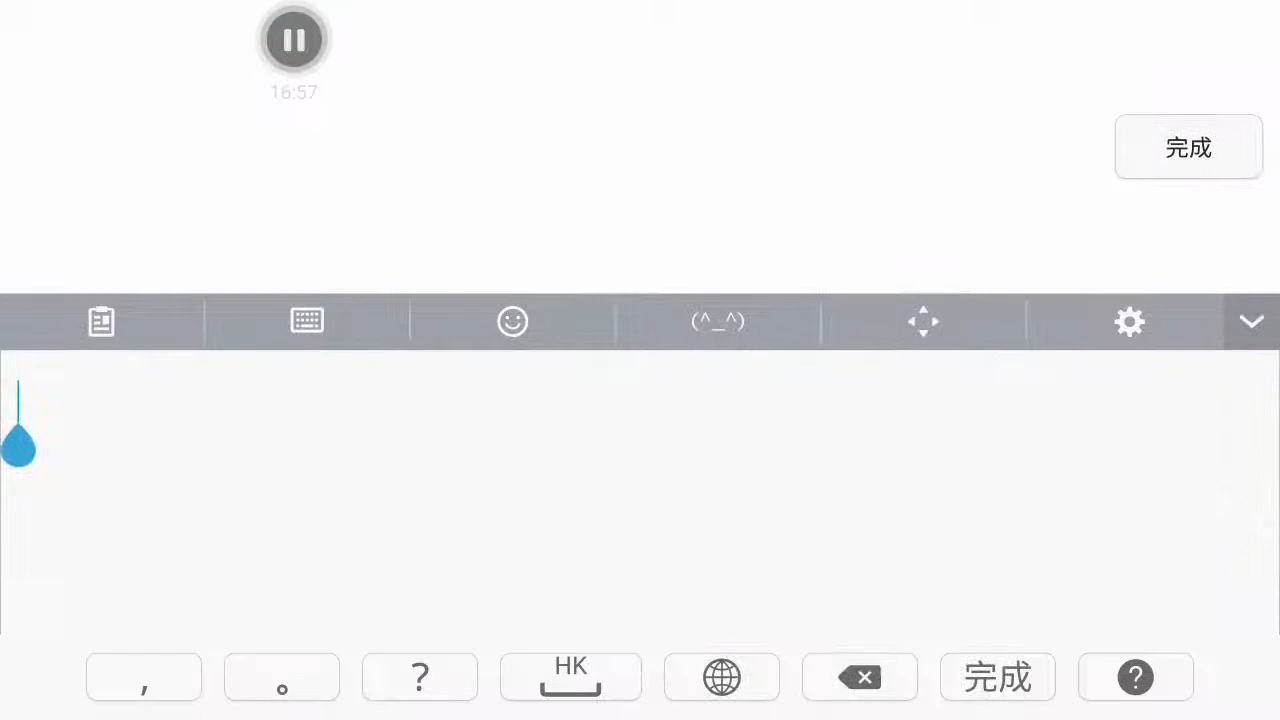 16:57
完成
(^_^)
, 。 ? HK 完成 ?